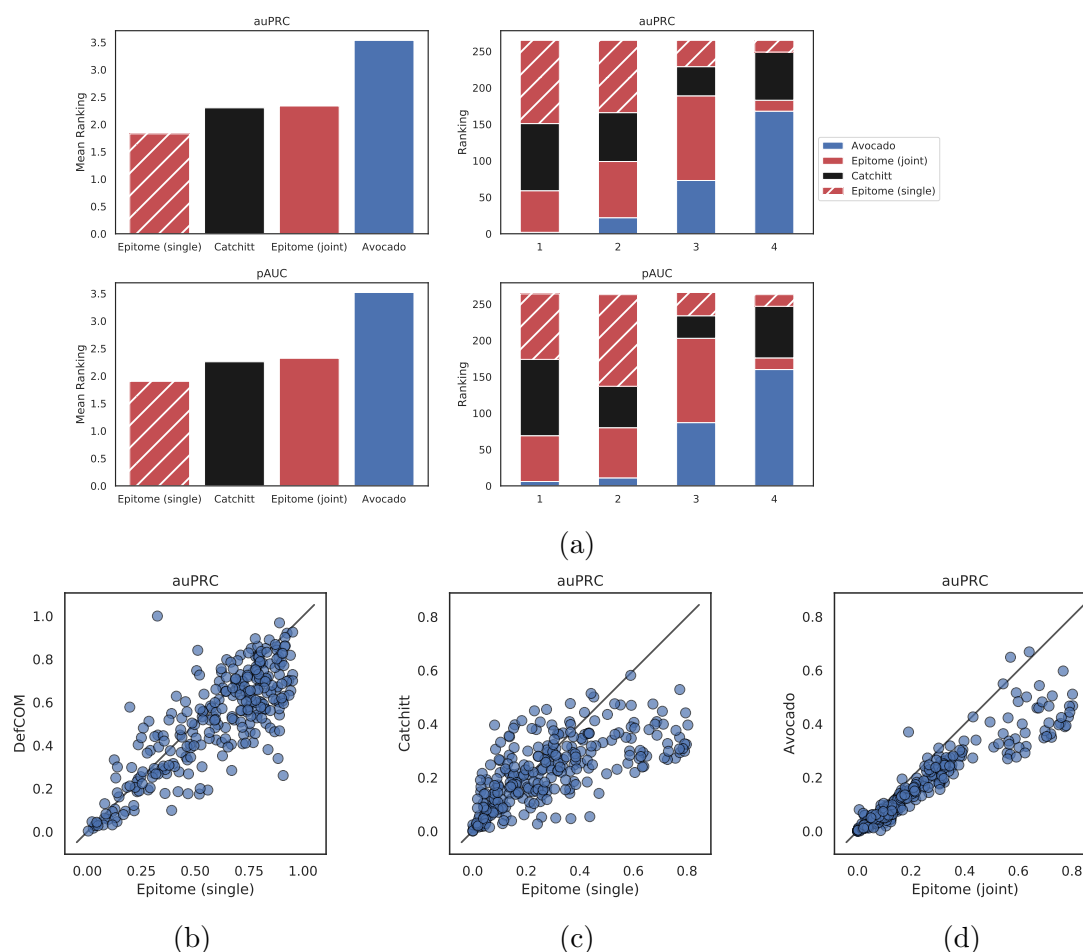 auPRC
Mean Ranking
3.5
3.0
2.5
2.0
1.5
1.0
0.5
0.0
Epitome (single) Catchitt Epitome (joint) Avocado
auPRC
Ranking
250
200
150
100
50
0
1 2 3 4
Avocado
Epitome (joint)
Catchitt
Epitome (single)
pAUC
Mean Ranking
3.5
3.0
2.5
2.0
1.5
1.0
0.5
0.0
Epitome (single) Catchitt Epitome (joint) Avocado
pAUC
Ranking
250
200
150
100
50
0
1 2 3 4
(a)
auPRC
DefCOM
1.0
0.8
0.6
0.4
0.2
0.0
0.00 0.25 0.50 0.75 1.00
Epitome (single)
(b)
auPRC
Catchitt
0.8
0.6
0.4
0.2
0.0
0.0 0.2 0.4 0.6 0.8
Epitome (single)
(c)
auPRC
Avocado
0.8
0.6
0.4
0.2
0.0
0.0 0.2 0.4 0.6 0.8
Epitome (joint)
(d)